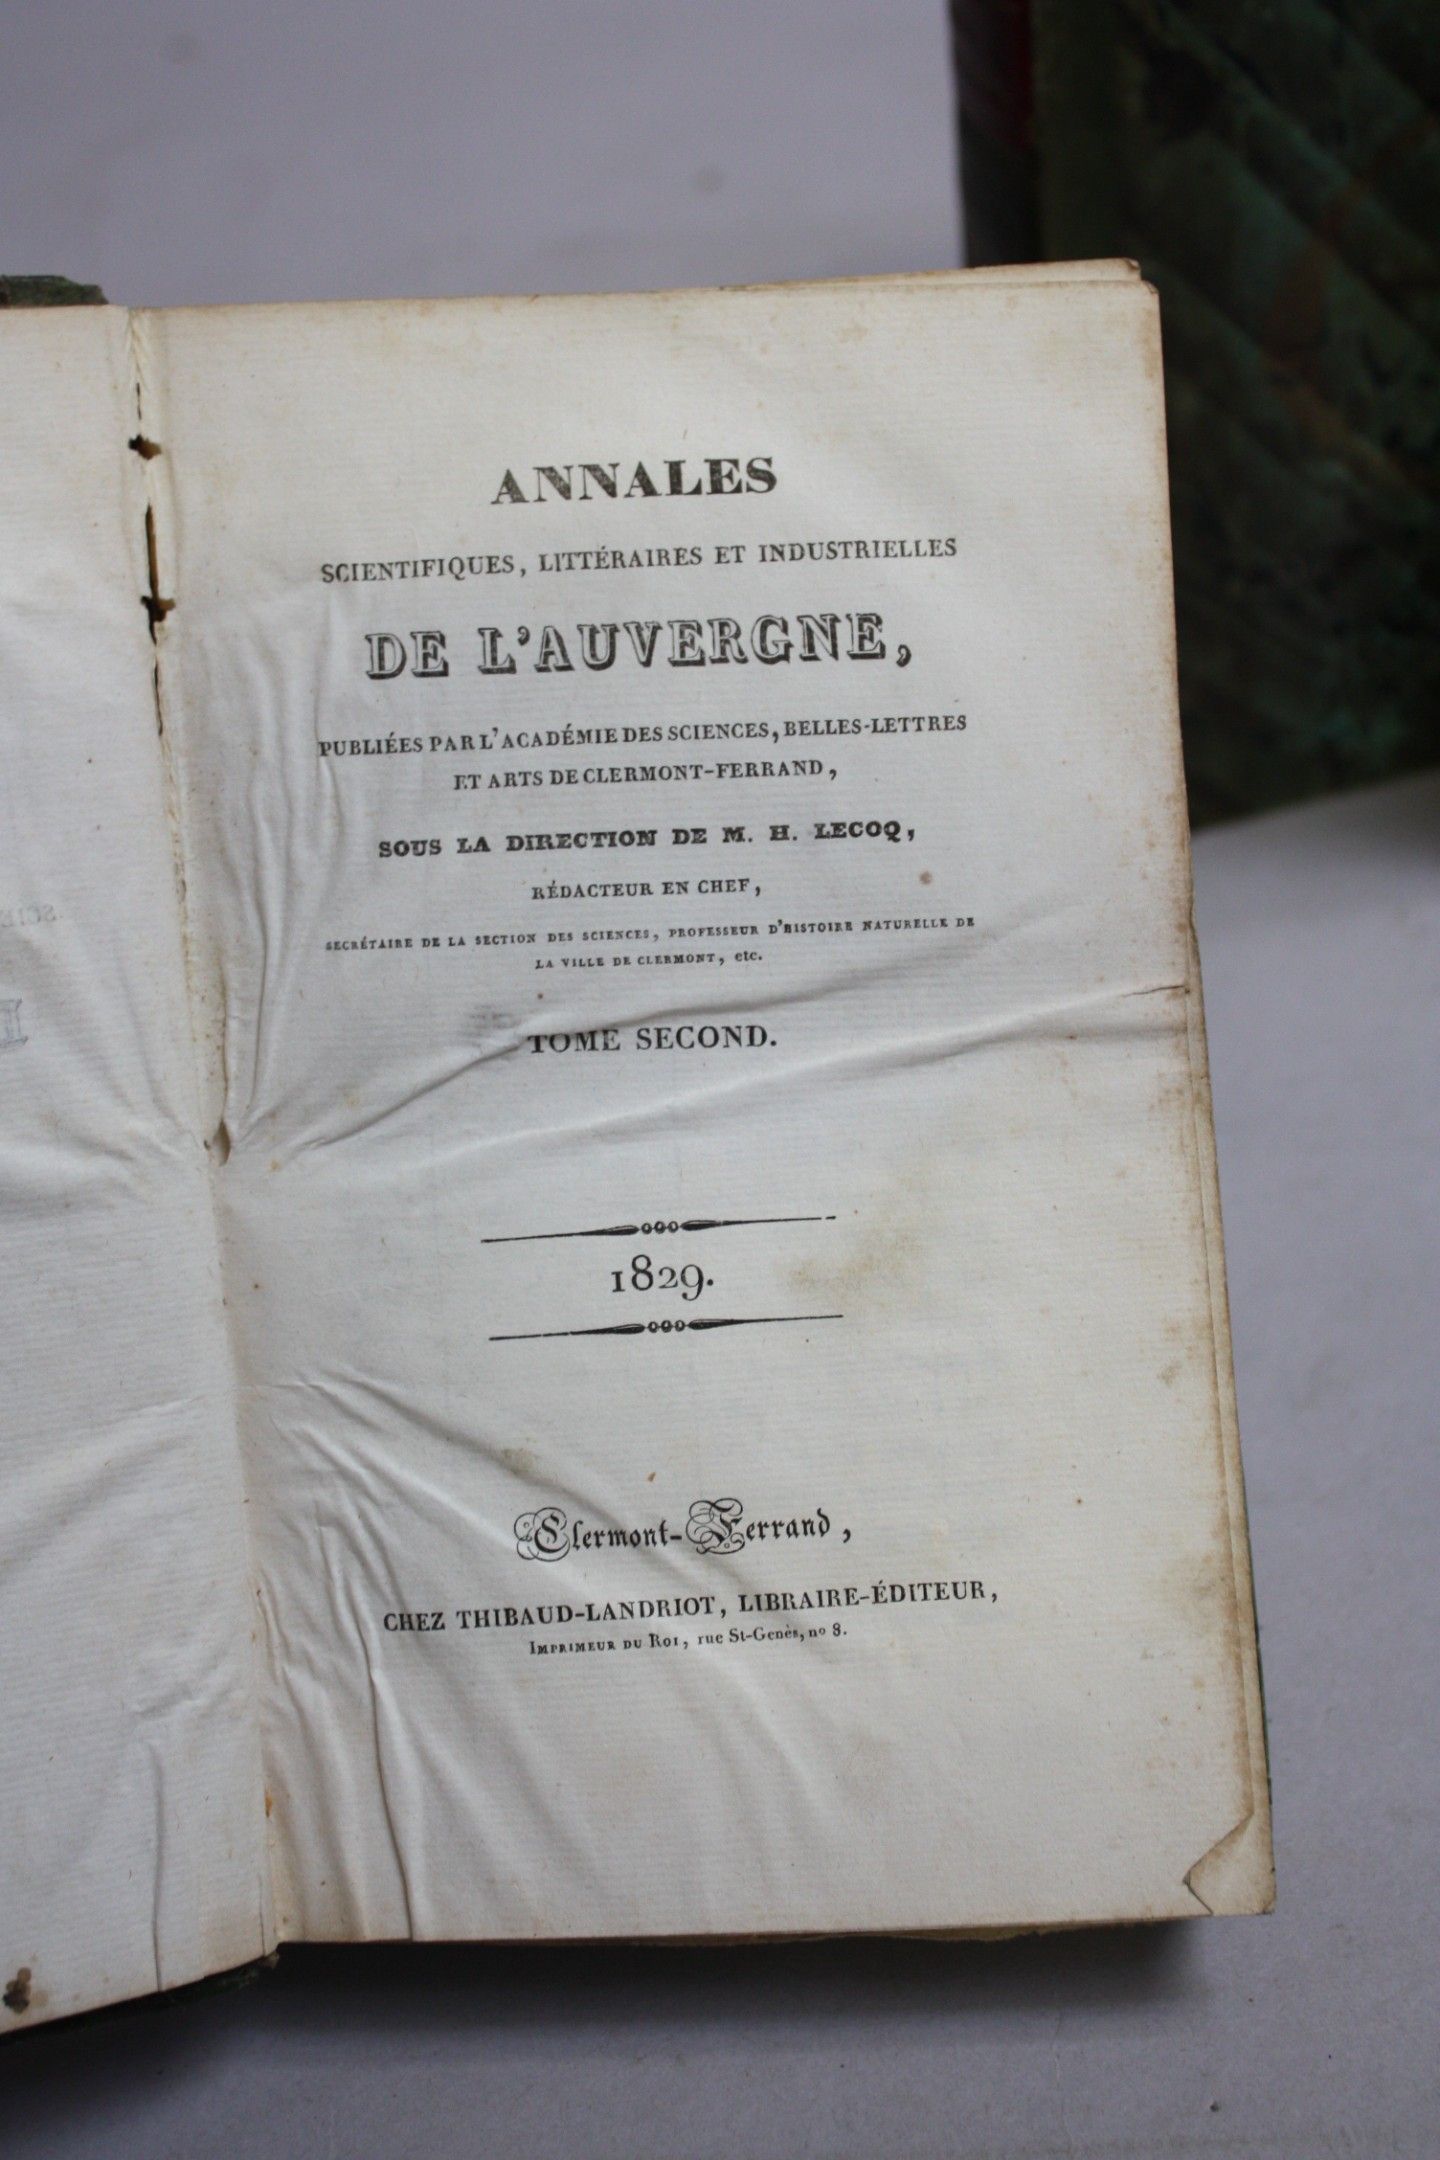 ANNALES
SCIENTIFIQUES, LITTÉRAIRES ET INDUSTRIELLES
DE L'AUVERGNE,
PUBLIÉES PAR L'ACADÉMIE DES SCIENCES, BELLES-LETTRES
ET ARTS DE CLERMONT-FERRAND,
SOUS LA DIRECTION DE M. H. LECOQ,
RÉDACTEUR EN CHEF,
SECRÉTAIRE DE LA SECTION DES SCIENCES, PROFESSEUR D'HISTOIRE NATURELLE DE
LA VILLE DE CLERMONT, etc.
TOME SECOND.
1829.
Clermont-Ferrand,
CHEZ THIBAUD-LANDRIOT, LIBRAIRE-ÉDITEUR,
IMPRIMEUR DU ROI, rue St-Genès, no 8.